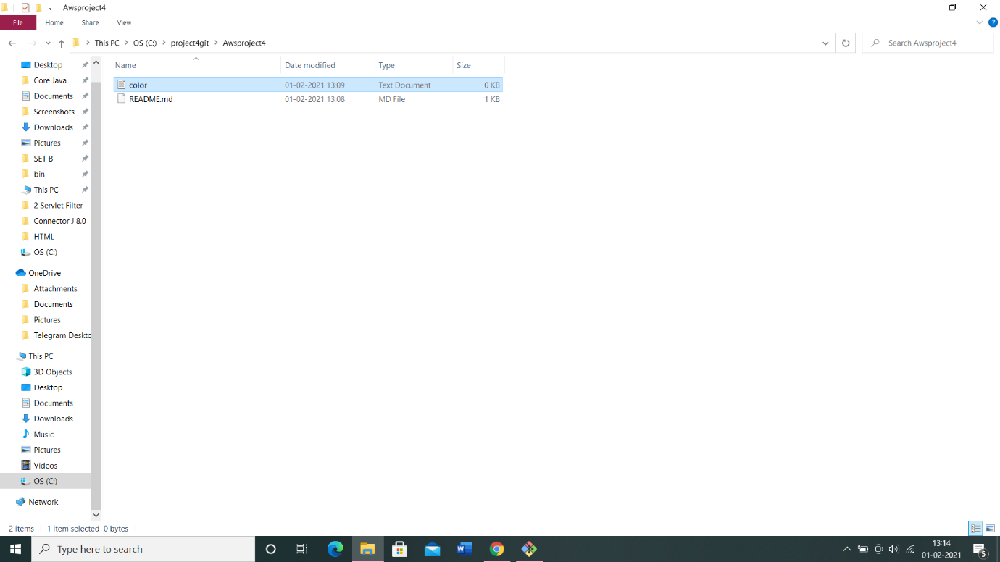 Awsproject4
File Home Share View
This PC > OS (C:) > project4git > Awsproject4
Search Awsproject4
Name Date modified Type Size
color 01-02-2021 13:09 Text Document 0 KB
README.md 01-02-2021 13:08 MD File 1 KB
Desktop
Core Java
Documents
Screenshots
Downloads
Pictures
SET B
bin
This PC
2 Servlet Filter
Connector J 8.0
HTML
OS (C:)
OneDrive
Attachments
Documents
Pictures
Telegram Deskto
This PC
3D Objects
Desktop
Documents
Downloads
Music
Pictures
Videos
OS (C:)
Network
2 items 1 item selected 0 bytes
Type here to search
13:14
01-02-2021
5